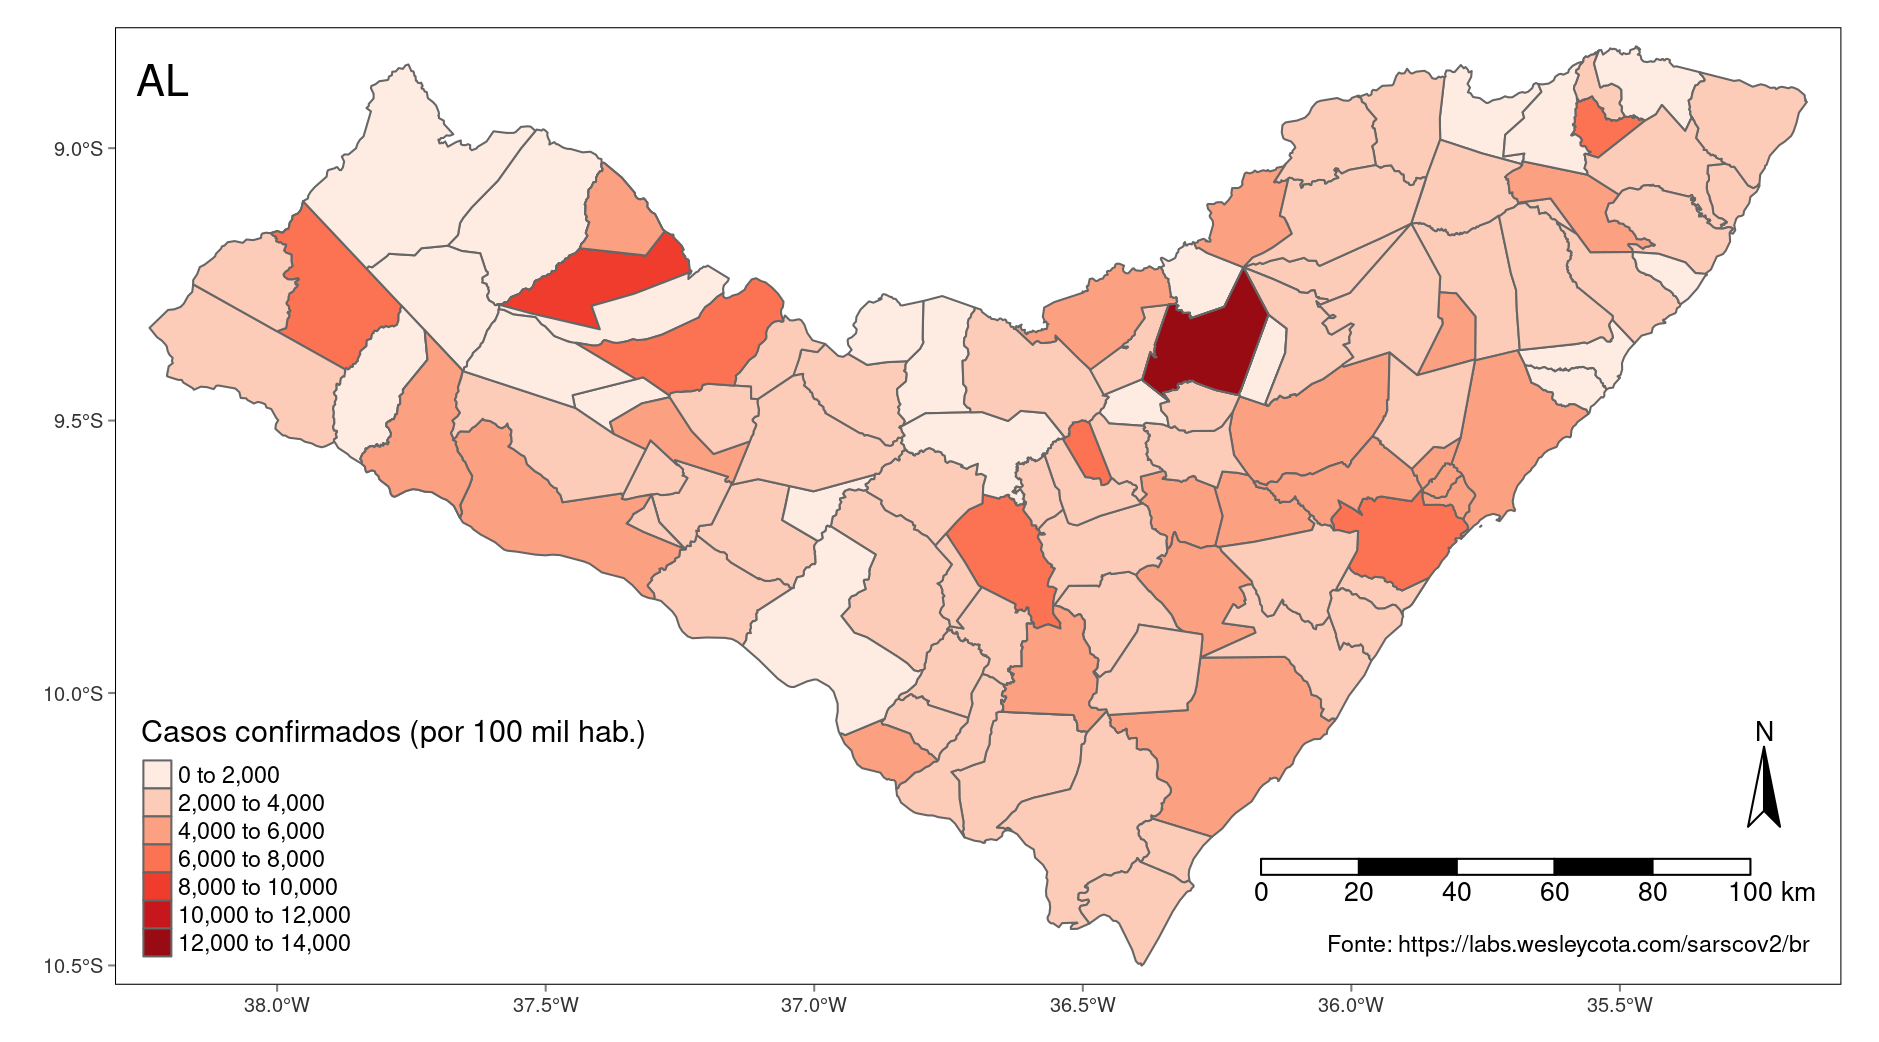 AL
9.0°S
9.5°S
10.0°S
10.5°S
Casos confirmados (por 100 mil hab.)
0 to 2,000
2,000 to 4,000
4,000 to 6,000
6,000 to 8,000
8,000 to 10,000
10,000 to 12,000
12,000 to 14,000
N
0 20 40 60 80 100 km
Fonte: https://labs.wesleycota.com/sarscov2/br
38.0°W 37.5°W 37.0°W 36.5°W 36.0°W 35.5°W